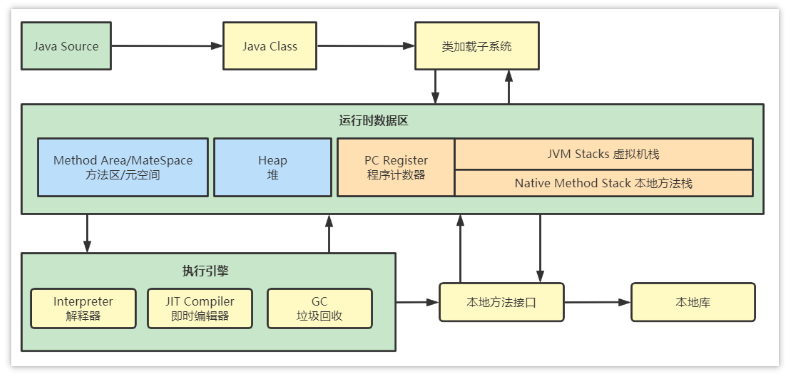 Java Source
Java Class
类加载子系统
运行时数据区
Method Area/MateSpace
方法区/元空间
Heap
堆
PC Register
程序计数器
JVM Stacks 虚拟机栈
Native Method Stack 本地方法栈
执行引擎
Interpreter
解释器
JIT Compiler
即时编辑器
GC
垃圾回收
本地方法接口
本地库